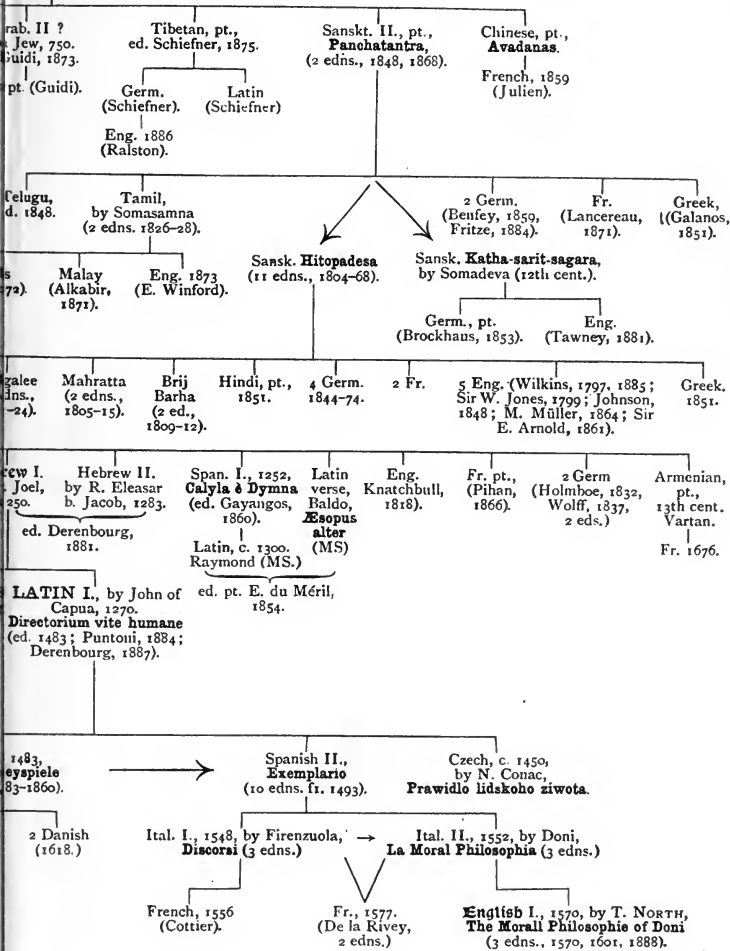 rab. II ?
Jew, 750.
Guidi, 1873.
pt. (Guidi).
Tibetan, pt.,
ed. Schiefner, 1875.
Germ.
(Schiefner).
Latin
(Schiefner)
Eng. 1886
(Ralston).
Sanskt. II., pt.,
Panchatantra,
(2 edns., 1848, 1868).
Chinese, pt.,
Avadanas.
French, 1859
(Julien).
Telugu,
d. 1848.
Tamil,
by Somasamna
(2 edns. 1826–28).
2 Germ.
(Benfey, 1859,
Fritze, 1884).
Fr.
(Lancereau,
1871).
Greek,
(Galanos,
1851).
s
72).
Malay
(Alkabir,
1871).
Eng. 1873
(E. Winford).
Sansk. Hitopadesa
(11 edns., 1804–68).
Sansk. Katha-sarit-sagara,
by Somadeva (12th cent.).
Germ., pt.
(Brockhaus, 1853).
Eng.
(Tawney, 1881).
galee
dns.,
–24).
Mahratta
(2 edns.,
1805–15).
Brij
Barha
(2 ed.,
1809–12).
Hindi, pt.,
1851.
4 Germ.
1844–74.
2 Fr.
5 Eng. (Wilkins, 1797, 1885 ;
Sir W. Jones, 1799 ; Johnson,
1848 ; M. Müller, 1864 ; Sir
E. Arnold, 1861).
Greek.
1851.
rew I.
Joel,
250.
Hebrew II.
by R. Eleasar
b. Jacob, 1283.
ed. Derenbourg,
1881.
Span. I., 1252,
Calyla è Dymna
(ed. Gayangos,
1860).
Latin, c. 1300.
Raymond (MS.)
Latin
verse,
Baldo,
Æsopus
alter
(MS)
ed. pt. E. du Méril,
1854.
Eng.
Knatchbull,
1818).
Fr. pt.,
(Pihan,
1866).
2 Germ
(Holmboe, 1832,
Wolff, 1837,
2 eds.)
Armenian,
pt.,
13th cent.
Vartan.
Fr. 1676.
LATIN I., by John of
Capua, 1270.
Directorium vite humane
(ed. 1483 ; Puntoni, 1884 ;
Derenbourg, 1887).
1483,
eyspiele
83–1860).
Spanish II.,
Exemplario
(10 edns. f1. 1493).
Czech, c. 1450,
by N. Conac,
Prawidlo lidskoho ziwota.
2 Danish
(1618.)
Ital. I., 1548, by Firenzuola,
Discorsi (3 edns.)
Ital. II., 1552, by Doni,
La Moral Philosophia (3 edns.)
French, 1556
(Cottier).
Fr., 1577.
(De la Rivey,
2 edns.)
English I., 1570, by T. NORTH,
The Morall Philosophie of Doni
(3 edns., 1570, 1601, 1888).